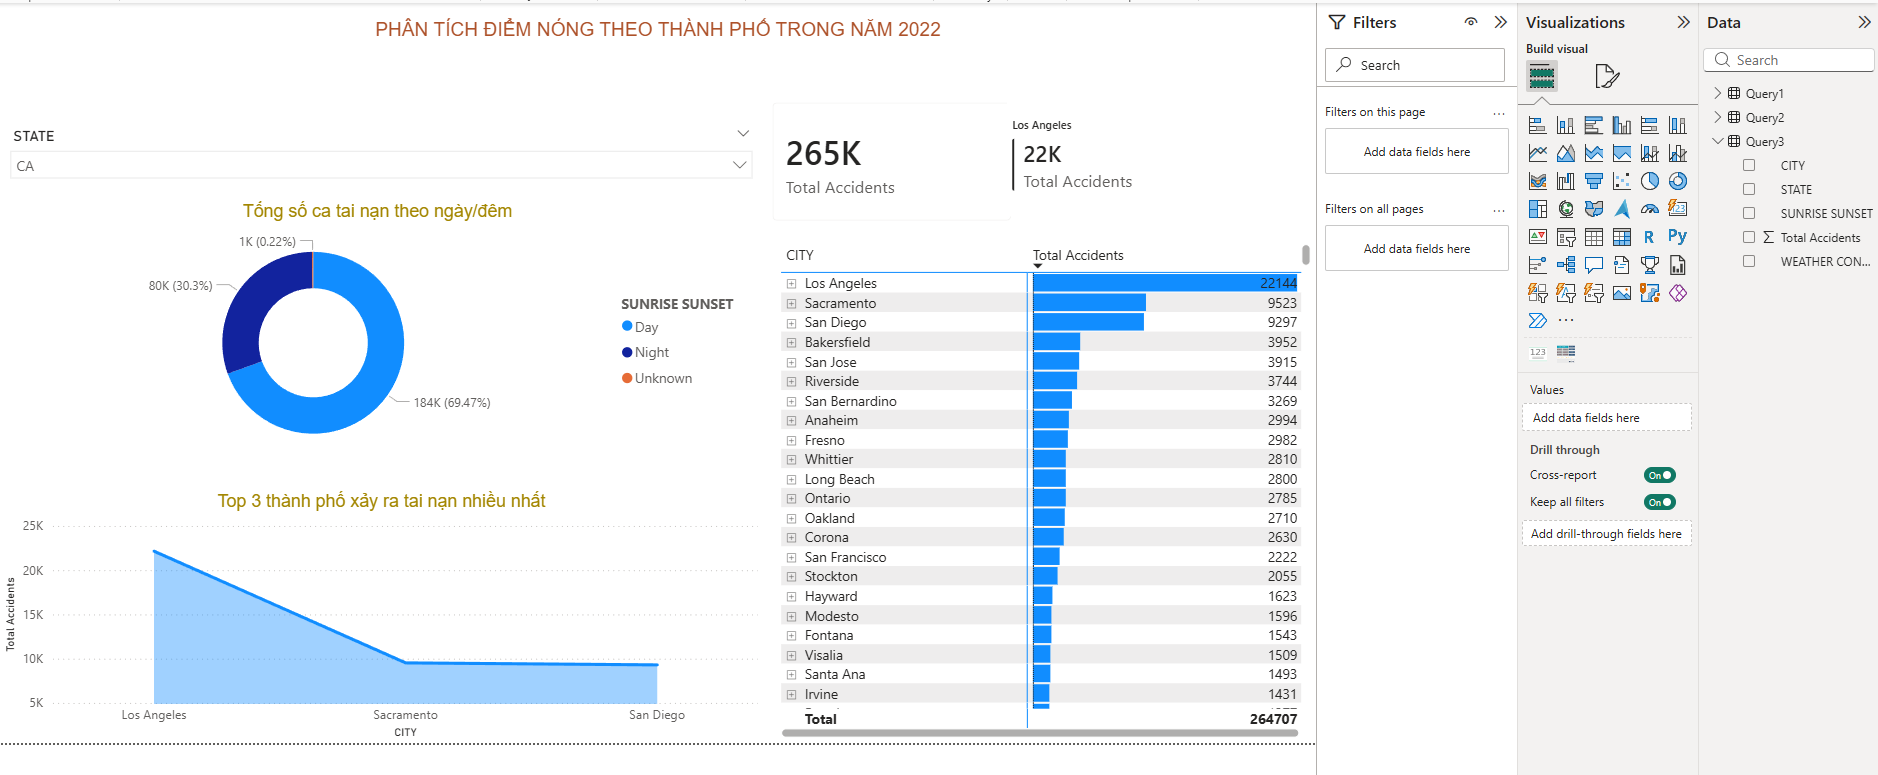 PHÂN TÍCH ĐIỂM NÓNG THEO THÀNH PHỐ TRONG NĂM 2022
STATE
CA
265K
Total Accidents
Los Angeles
22K
Total Accidents
Tổng số ca tai nạn theo ngày/đêm
1K (0.22%)
80K (30.3%)
184K (69.47%)
SUNRISE SUNSET
Day
Night
Unknown
Top 3 thành phố xảy ra tai nạn nhiều nhất
Total Accidents
25K
20K
15K
10K
5K
Los Angeles Sacramento San Diego
CITY
CITY Total Accidents
Los Angeles 22144
Sacramento 9523
San Diego 9297
Bakersfield 3952
San Jose 3915
Riverside 3744
San Bernardino 3269
Anaheim 2994
Fresno 2982
Whittier 2810
Long Beach 2800
Ontario 2785
Oakland 2710
Corona 2630
San Francisco 2222
Stockton 2055
Hayward 1623
Modesto 1596
Fontana 1543
Visalia 1509
Santa Ana 1493
Irvine 1431
Total 264707
Filters
Search
Filters on this page ...
Add data fields here
Filters on all pages ...
Add data fields here
Visualizations
Build visual
R Py
123
...
123
Values
Add data fields here
Drill through
Cross-report On
Keep all filters On
Add drill-through fields here
Data
Search
Query1
Query2
Query3
CITY
STATE
SUNRISE SUNSET
Σ Total Accidents
WEATHER CON...